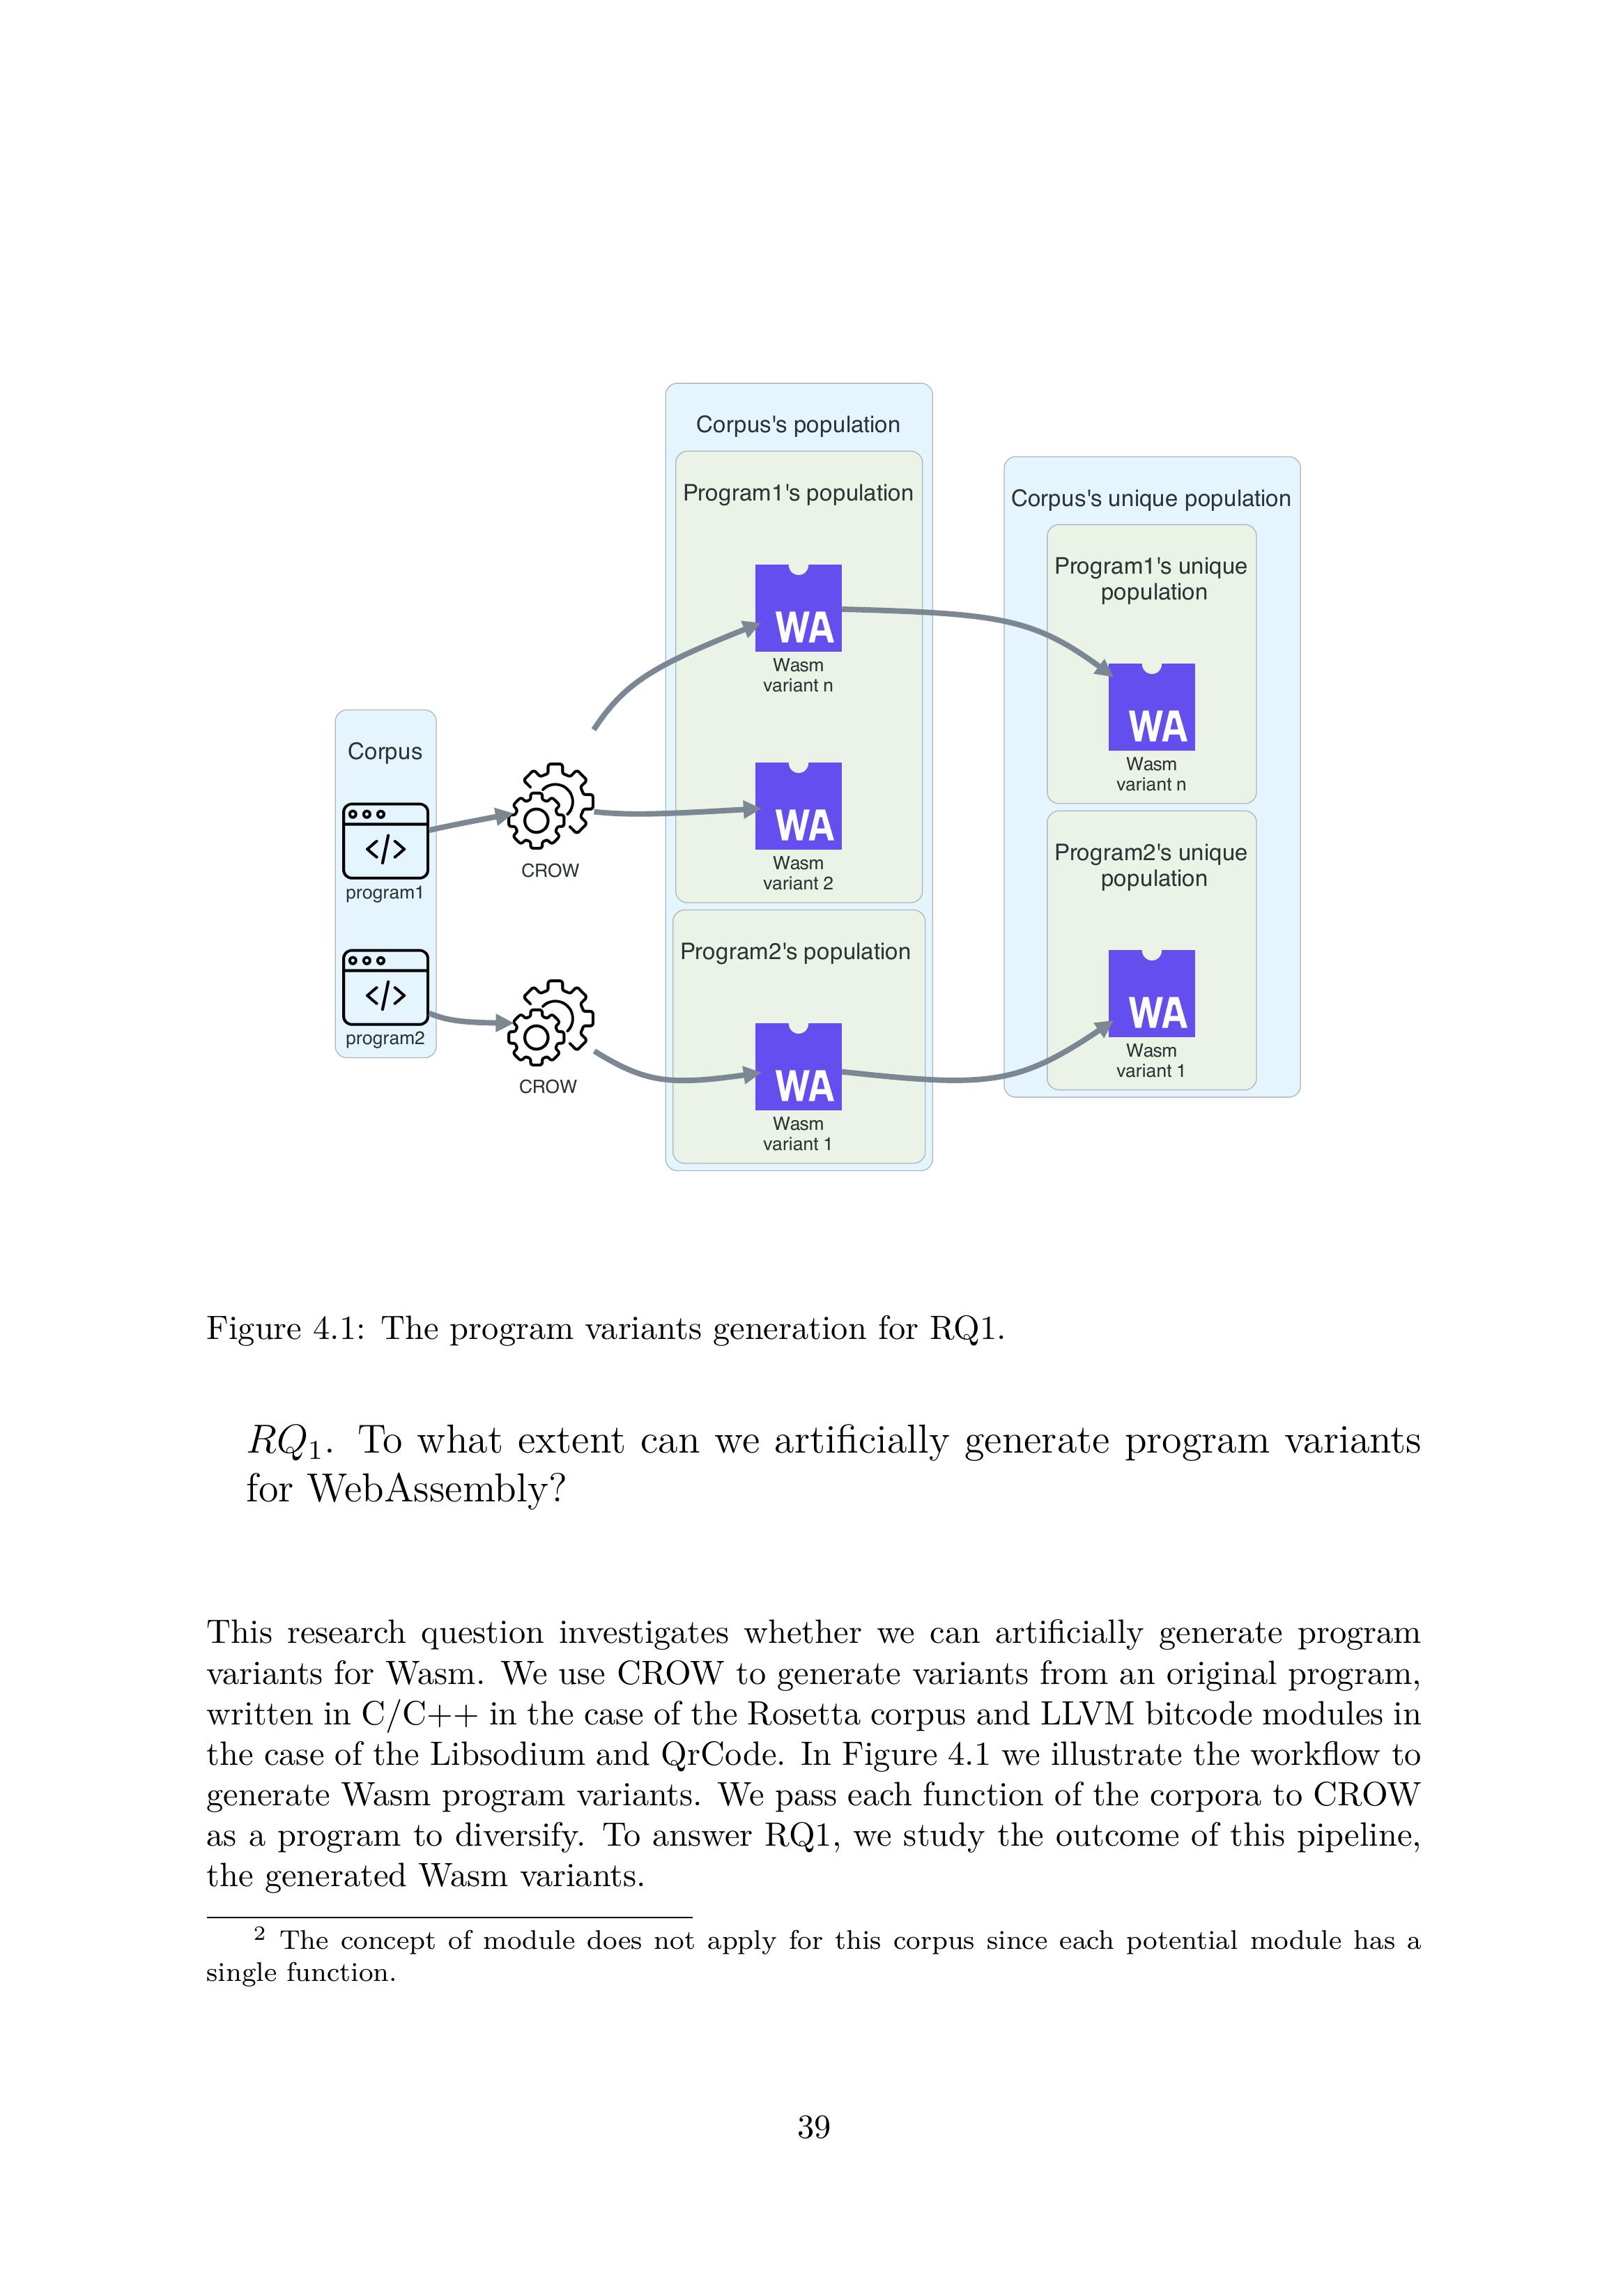 Corpus's population
Program1's population
Corpus's unique population
Program1's unique
population
WA
Wasm
variant n
WA
Wasm
variant n
Corpus
</>
program1
CROW
WA
Wasm
variant 2
Program2's unique
population
Program2's population
</>
program2
CROW
WA
Wasm
variant 1
WA
Wasm
variant 1
Figure 4.1: The program variants generation for RQ1.
RQ₁. To what extent can we artificially generate program variants
for WebAssembly?
This research question investigates whether we can artificially generate program
variants for Wasm. We use CROW to generate variants from an original program,
written in C/C++ in the case of the Rosetta corpus and LLVM bitcode modules in
the case of the Libsodium and QrCode. In Figure 4.1 we illustrate the workflow to
generate Wasm program variants. We pass each function of the corpora to CROW
as a program to diversify. To answer RQ1, we study the outcome of this pipeline,
the generated Wasm variants.
² The concept of module does not apply for this corpus since each potential module has a
single function.
39